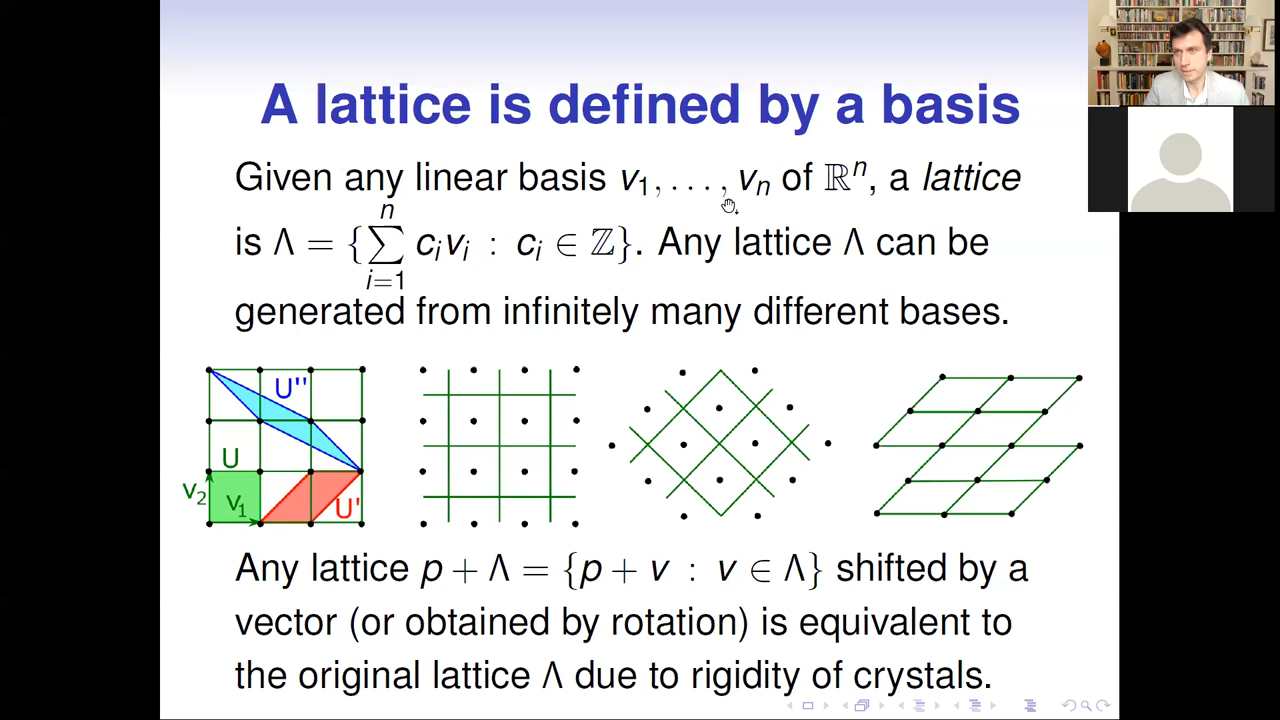 A lattice is defined by a basis
Given any linear basis v₁, . . . , vₙ of ℝⁿ, a lattice
is Λ = {∑ⁿᵢ₌₁ cᵢvᵢ : cᵢ ∈ ℤ}. Any lattice Λ can be
generated from infinitely many different bases.
U''
U
v₂
v₁
U'
Any lattice p + Λ = {p + v : v ∈ Λ} shifted by a
vector (or obtained by rotation) is equivalent to
the original lattice Λ due to rigidity of crystals.